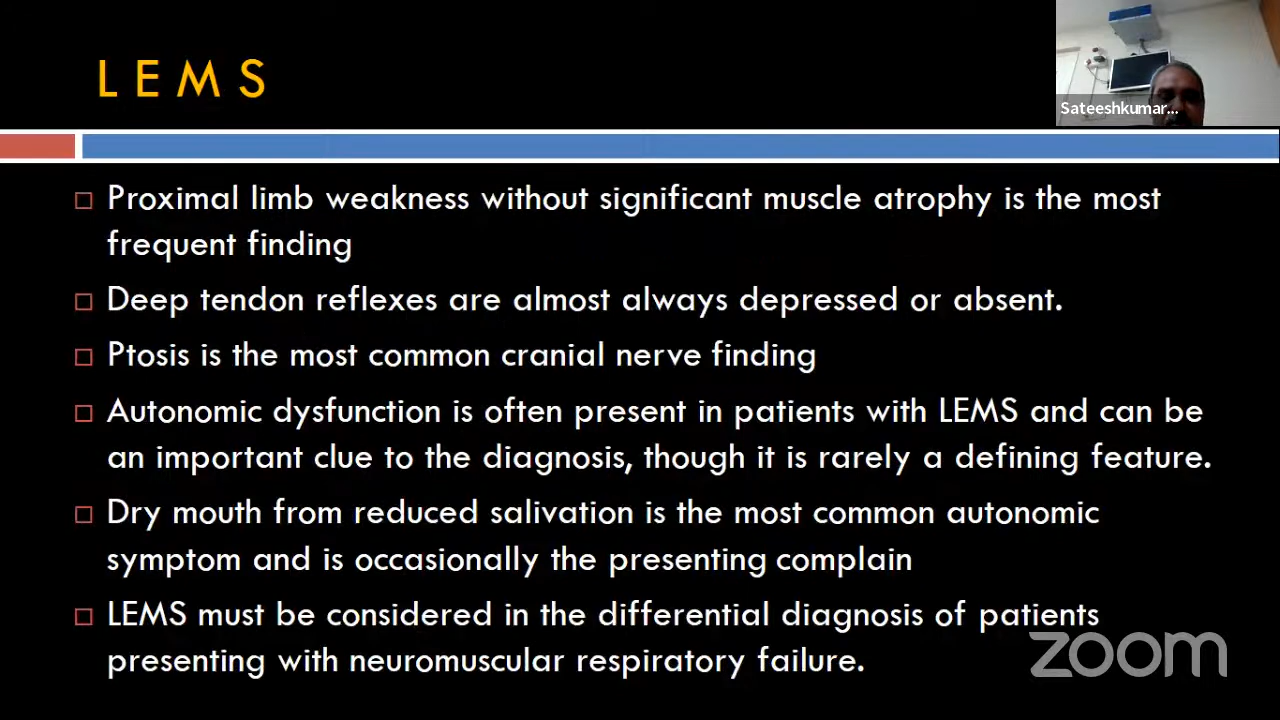 L E M S
Sateeshkumar...
Proximal limb weakness without significant muscle atrophy is the most
frequent finding
Deep tendon reflexes are almost always depressed or absent.
Ptosis is the most common cranial nerve finding
Autonomic dysfunction is often present in patients with LEMS and can be
an important clue to the diagnosis, though it is rarely a defining feature.
Dry mouth from reduced salivation is the most common autonomic
symptom and is occasionally the presenting complain
LEMS must be considered in the differential diagnosis of patients
presenting with neuromuscular respiratory failure.
zoom